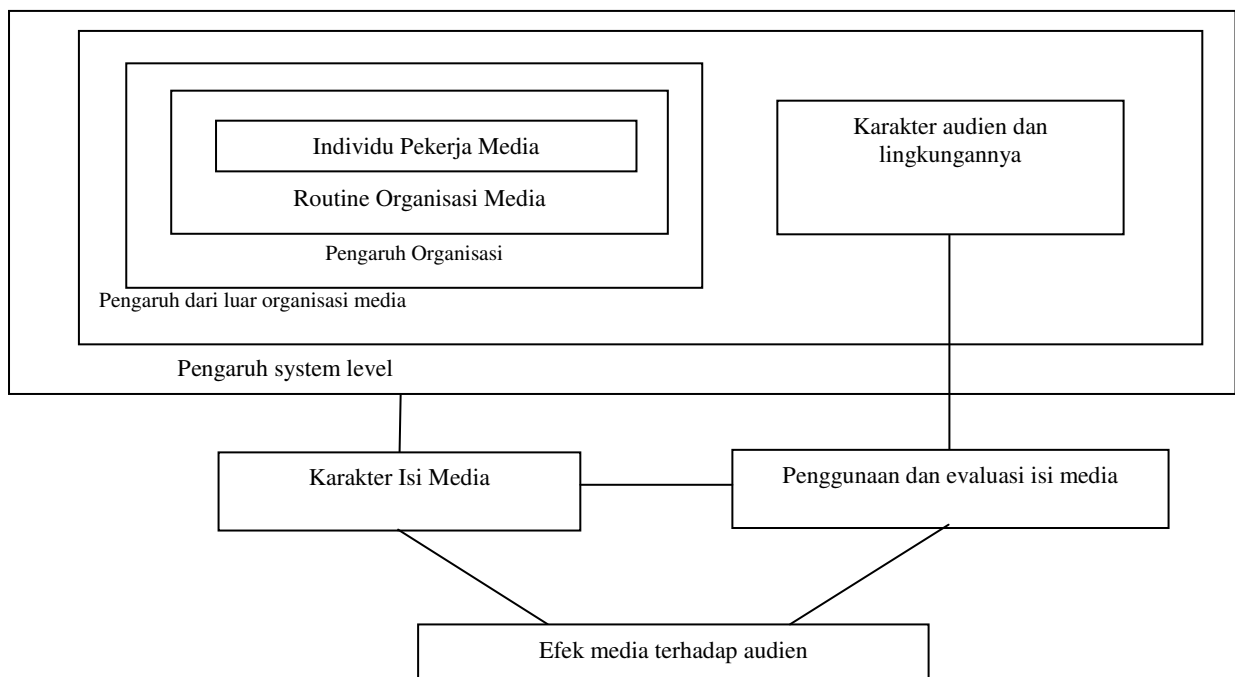 Individu Pekerja Media
Routine Organisasi Media
Pengaruh Organisasi
Pengaruh dari luar organisasi media
Karakter audien dan
lingkungannya
Pengaruh system level
Karakter Isi Media
Penggunaan dan evaluasi isi media
Efek media terhadap audien